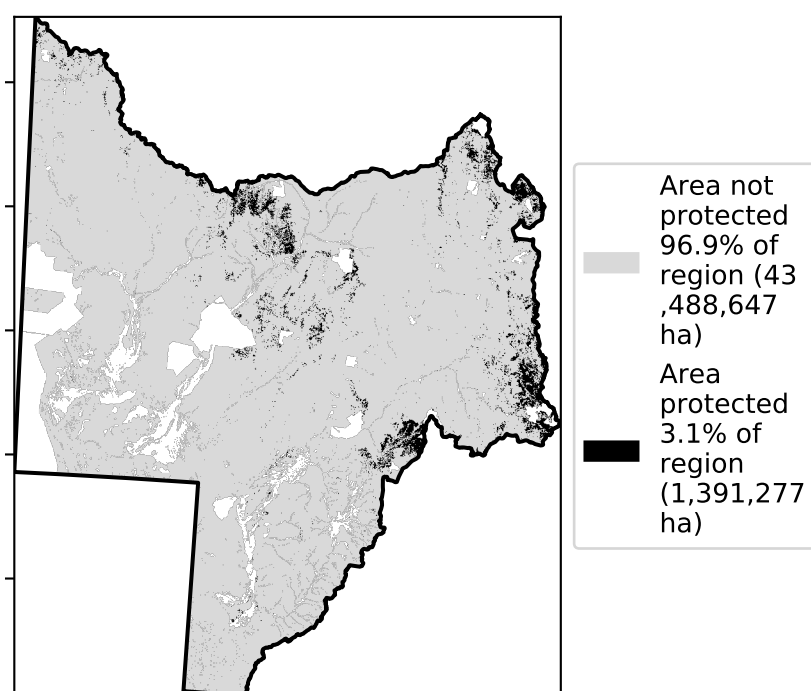 Area not
protected
96.9% of
region (43
,488,647
ha)
Area
protected
3.1% of
region
(1,391,277
ha)